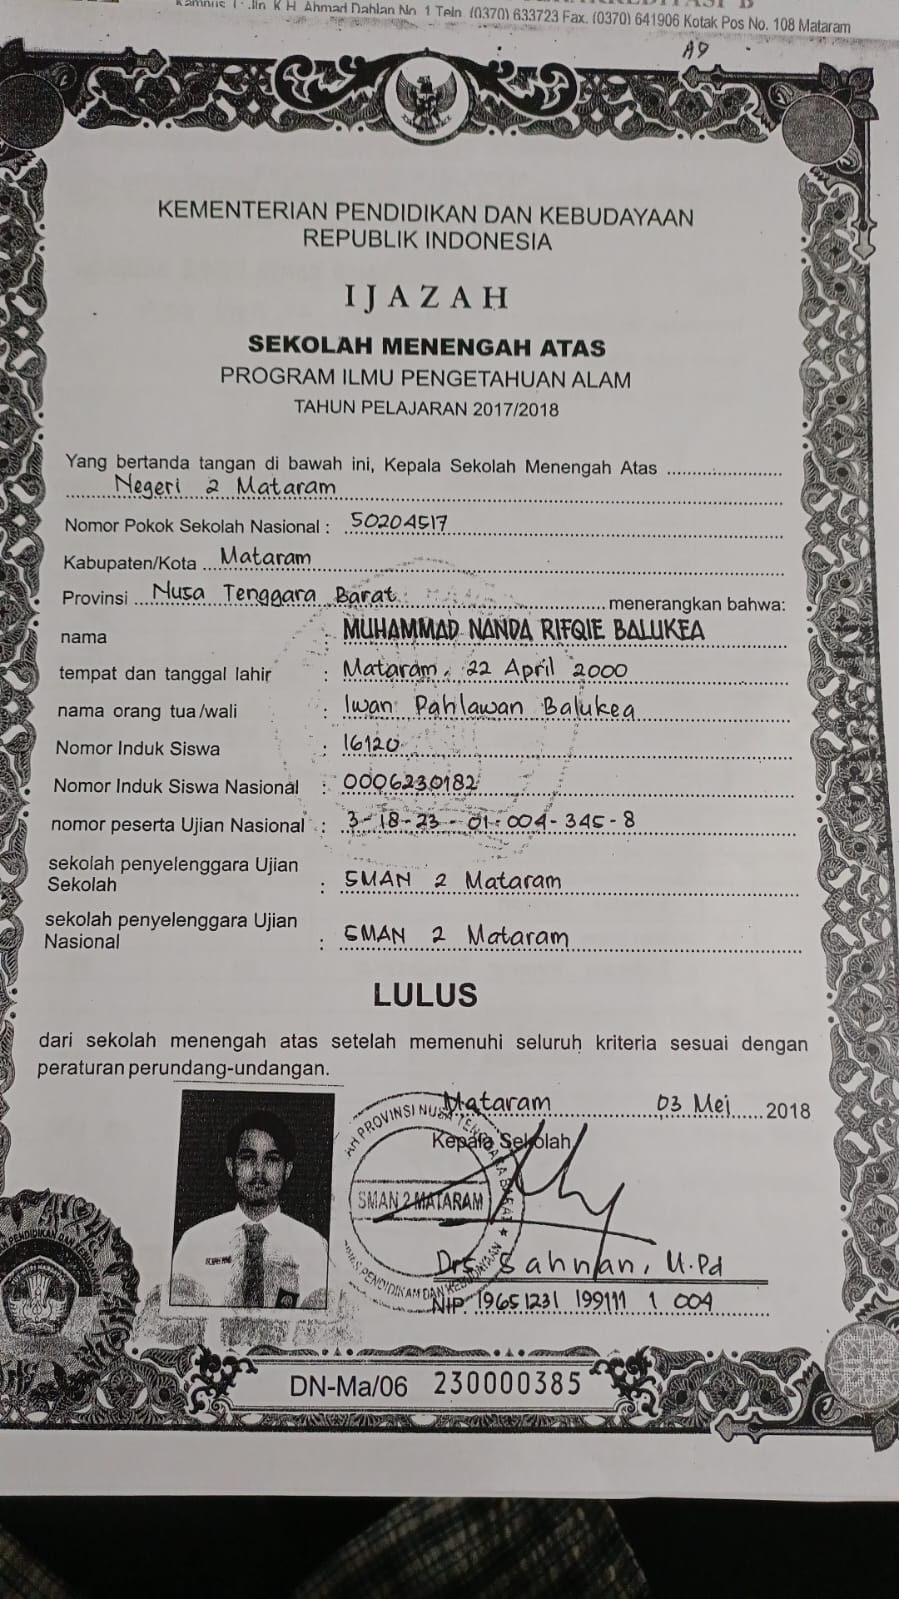 Jln. K.H. Ahmad Dahlan No. 1 Telp. (0370) 633723 Fax. (0370) 641906 Kotak Pos No. 108 Mataram
A9
KEMENTERIAN PENDIDIKAN DAN KEBUDAYAAN
REPUBLIK INDONESIA
IJAZAH
SEKOLAH MENENGAH ATAS
PROGRAM ILMU PENGETAHUAN ALAM
TAHUN PELAJARAN 2017/2018
Yang bertanda tangan di bawah ini, Kepala Sekolah Menengah Atas
Negeri 2 Mataram
Nomor Pokok Sekolah Nasional : 50204517
Kabupaten/Kota Mataram
Provinsi Nusa Tenggara Barat menerangkan bahwa:
nama : MUHAMMAD NANDA RIFQIE BALUKEA
tempat dan tanggal lahir : Mataram, 22 April 2000
nama orang tua/wali : Iwan Pahlawan Balukea
Nomor Induk Siswa : 16120
Nomor Induk Siswa Nasional : 0006230182
nomor peserta Ujian Nasional : 3-18-23-01-004-345-8
sekolah penyelenggara Ujian
Sekolah : SMAN 2 Mataram
sekolah penyelenggara Ujian
Nasional : SMAN 2 Mataram
LULUS
dari sekolah menengah atas setelah memenuhi seluruh kriteria sesuai dengan
peraturan perundang-undangan.
Mataram 03 Mei 2018
Kepala Sekolah
SMAN 2 MATARAM
Drs. Sahnan, M.Pd
NIP. 19651231 199111 1 004
DN-Ma/06 230000385